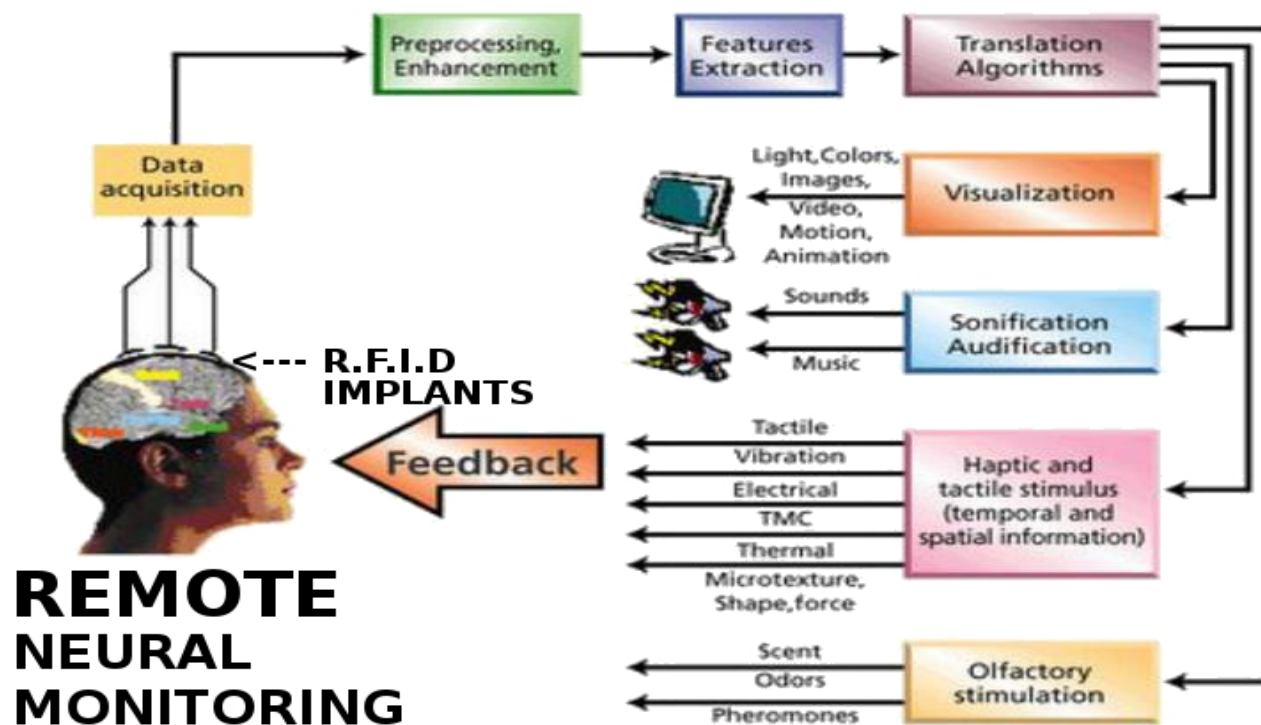 Preprocessing,
Enhancement
Features
Extraction
Translation
Algorithms
Data
acquisition
Light,Colors,
Images,
Video,
Motion,
Animation
Visualization
Sounds
Music
Sonification
Audification
<--- R.F.I.D
IMPLANTS
Feedback
Tactile
Vibration
Electrical
TMC
Thermal
Microtexture,
Shape,force
Haptic and
tactile stimulus
(temporal and
spatial information)
REMOTE
NEURAL
MONITORING
Scent
Odors
Pheromones
Olfactory
stimulation